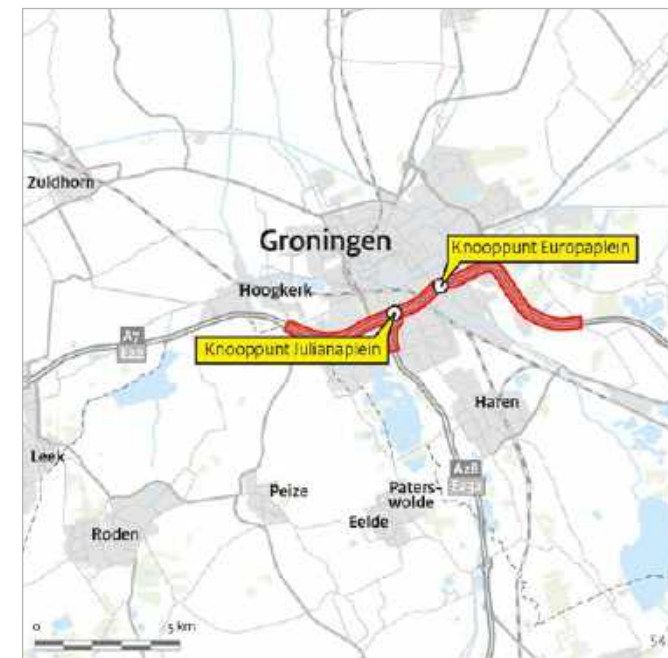 Zuidhorn
Groningen
Knooppunt Europaplein
Hoogkerk
A7
Knooppunt Julianaplein
Haren
Leek
A28
Peize
Paters-
wolde
Eelde
Roden
0
5 km